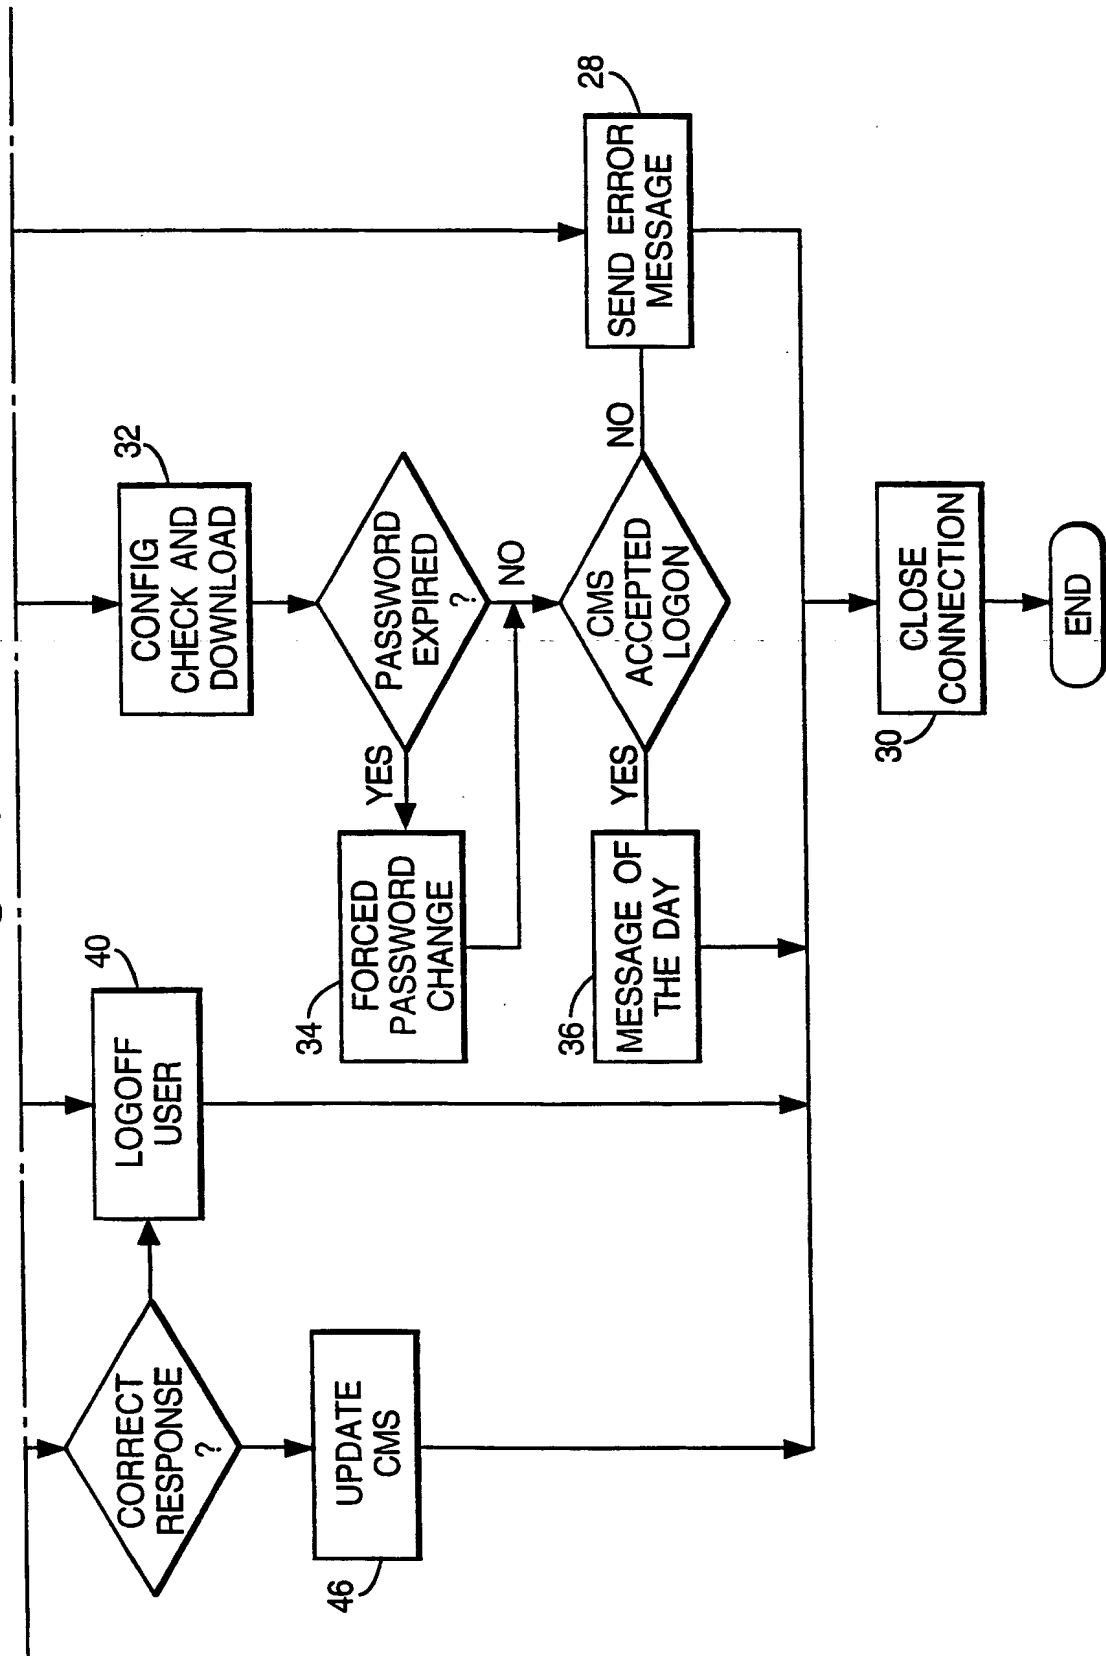 CORRECT
RESPONSE
?
40
LOGOFF
USER
46
UPDATE
CMS
32
CONFIG
CHECK AND
DOWNLOAD
PASSWORD
EXPIRED
?
YES
NO
34
FORCED
PASSWORD
CHANGE
CMS
ACCEPTED
LOGON
YES
NO
36
MESSAGE OF
THE DAY
28
SEND ERROR
MESSAGE
30
CLOSE
CONNECTION
END